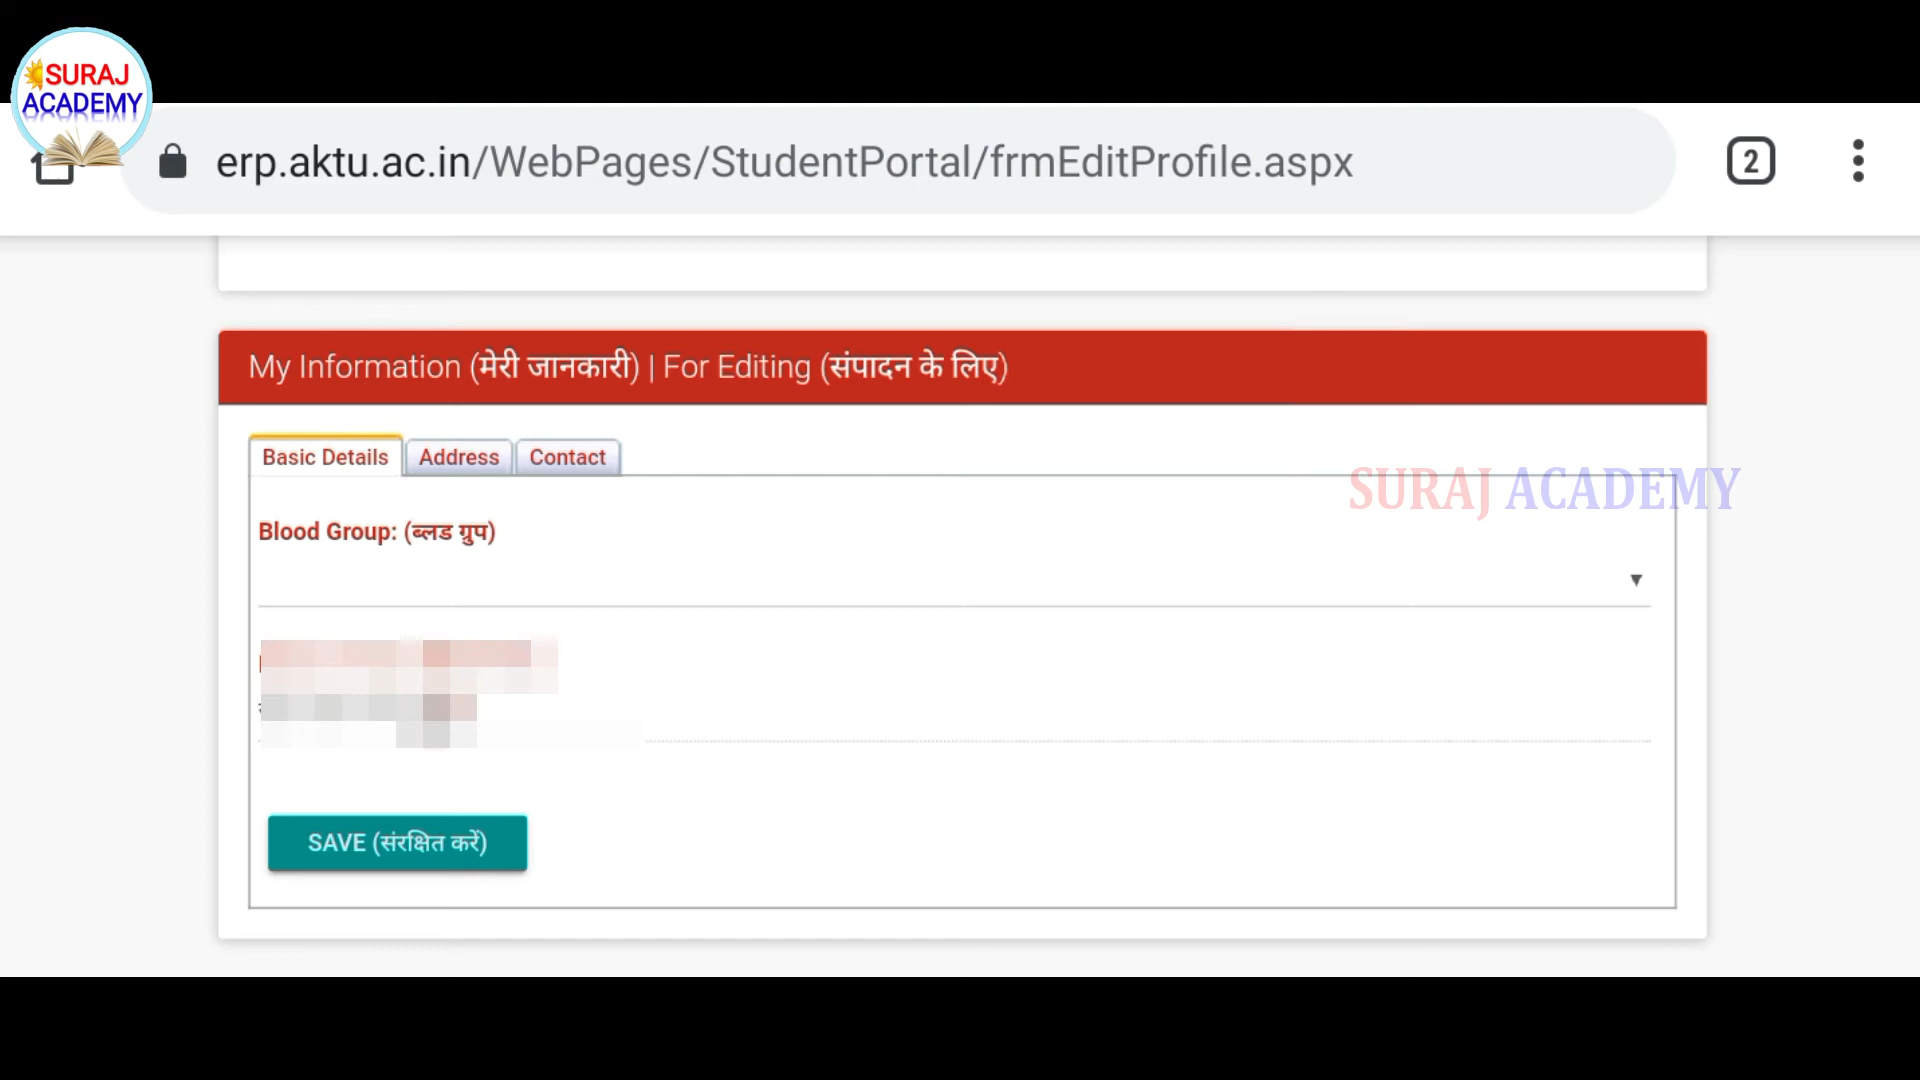 SURAJ
ACADEMY
erp.aktu.ac.in/WebPages/StudentPortal/frmEditProfile.aspx
2
My Information (मेरी जानकारी) | For Editing (संपादन के लिए)
Basic Details
Address
Contact
SURAJ ACADEMY
Blood Group: (ब्लड ग्रुप)
SAVE (संरक्षित करें)